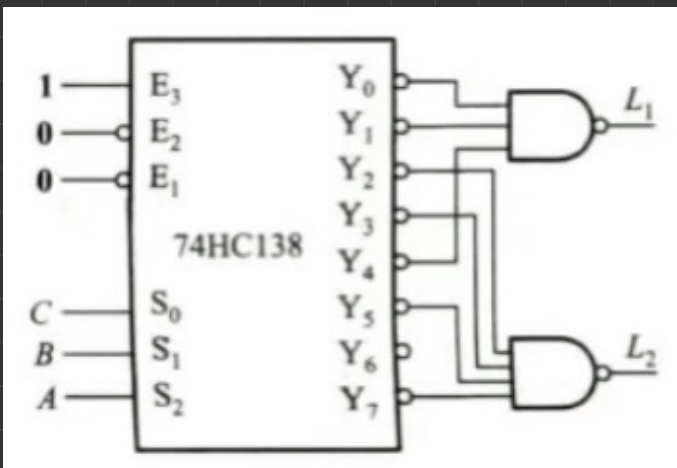 1 E₃ Y₀ L₁
0 E₂ Y₁
0 E₁ Y₂
Y₃
74HC138
Y₄
C S₀ Y₅
B S₁ Y₆ L₂
A S₂ Y₇